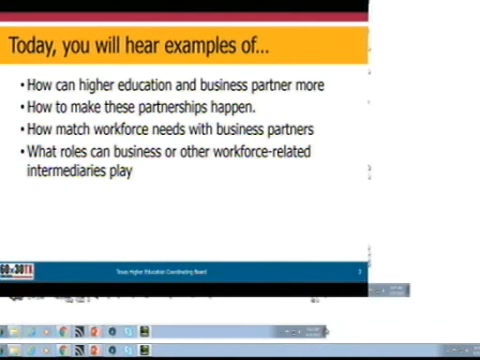 Today, you will hear examples of...
• How can higher education and business partner more
• How to make these partnerships happen.
• How match workforce needs with business partners
• What roles can business or other workforce-related
intermediaries play
60x30TX
Texas Higher Education Coordinating Board
3